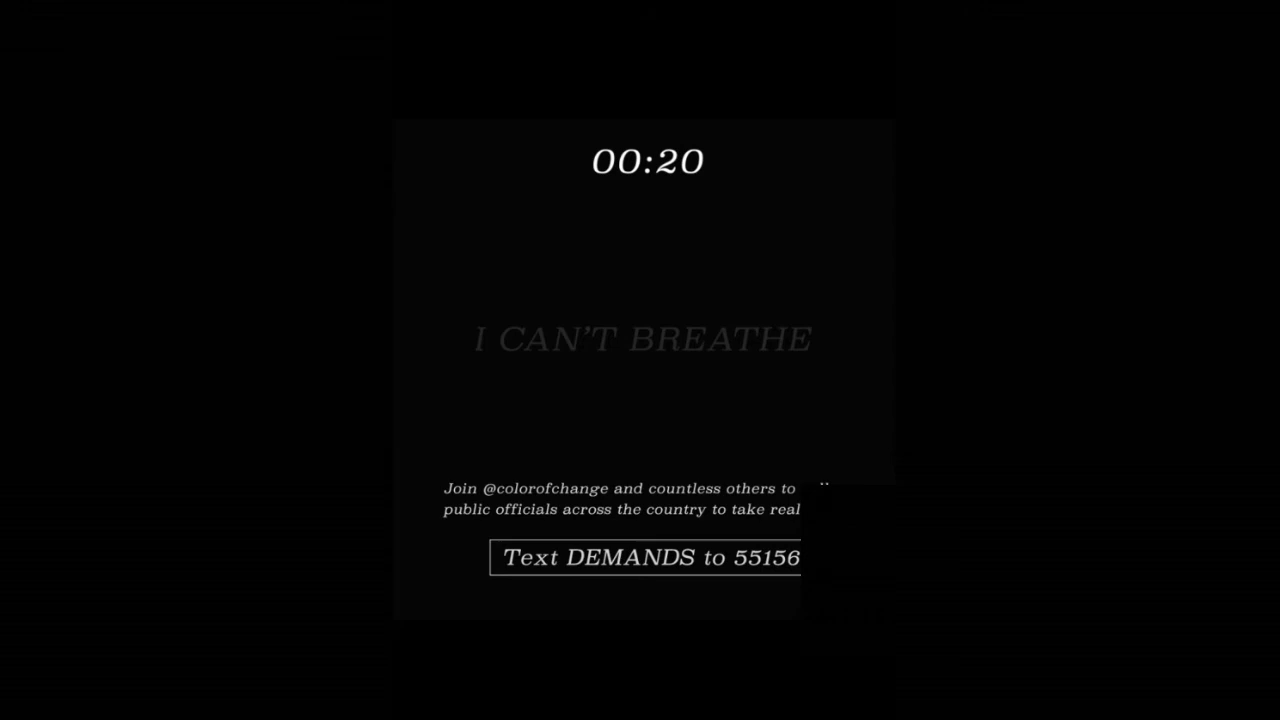 00:20
I CAN'T BREATHE
Join @colorofchange and countless others to
public officials across the country to take real
Text DEMANDS to 55156